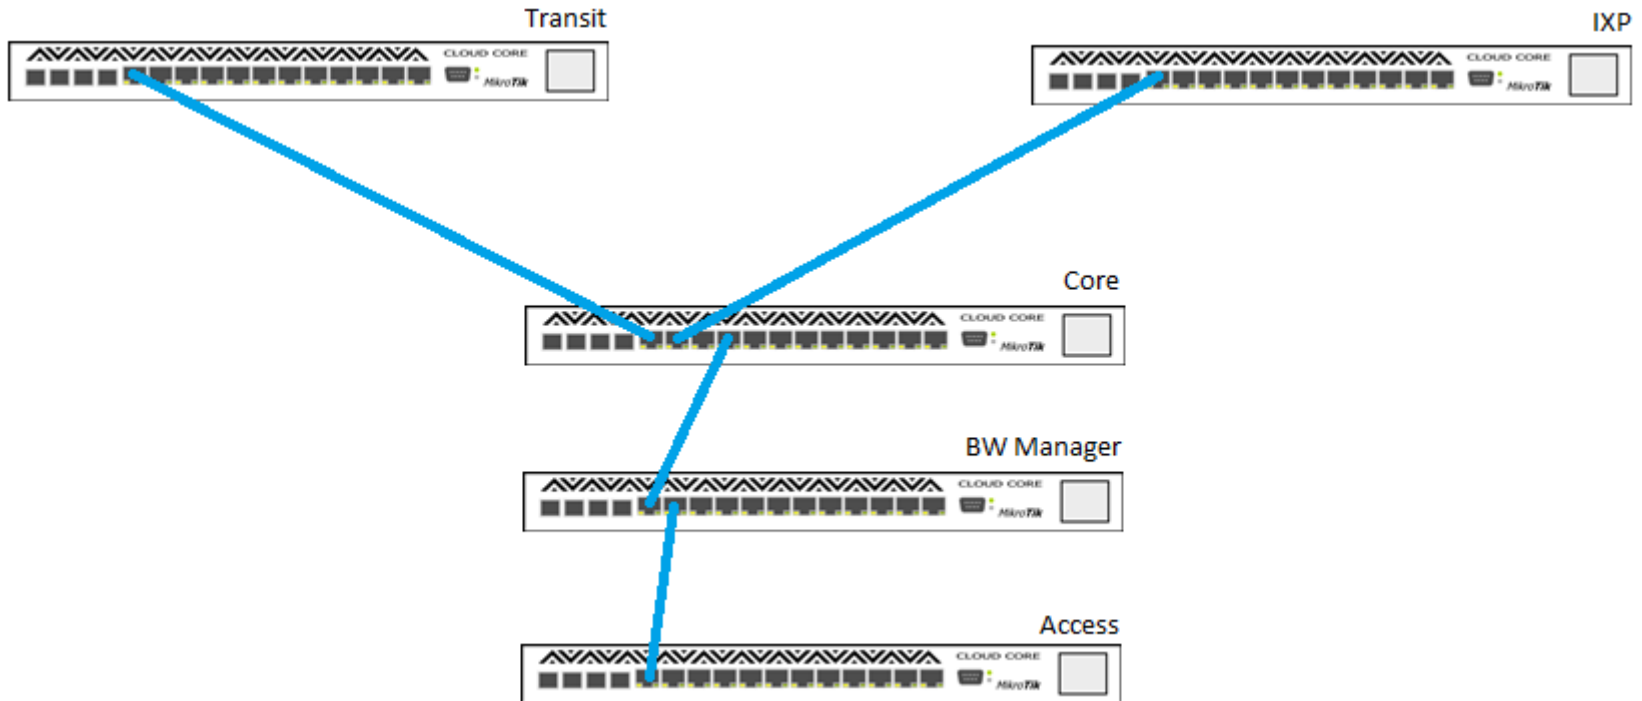 Transit
CLOUD CORE
MikroTik
IXP
CLOUD CORE
MikroTik
Core
CLOUD CORE
MikroTik
BW Manager
CLOUD CORE
MikroTik
Access
CLOUD CORE
MikroTik